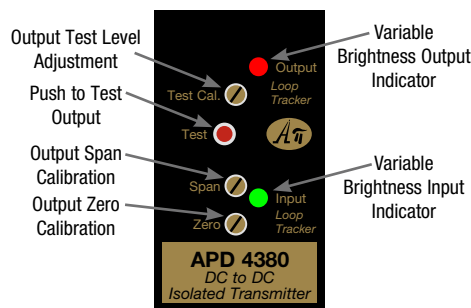 Output Test Level
Adjustment
Push to Test
Output
Output Span
Calibration
Output Zero
Calibration
Output
Loop
Tracker
Test Cal.
Test
Span
Input
Loop
Tracker
Zero
APD 4380
DC to DC
Isolated Transmitter
Variable
Brightness Output
Indicator
Variable
Brightness Input
Indicator